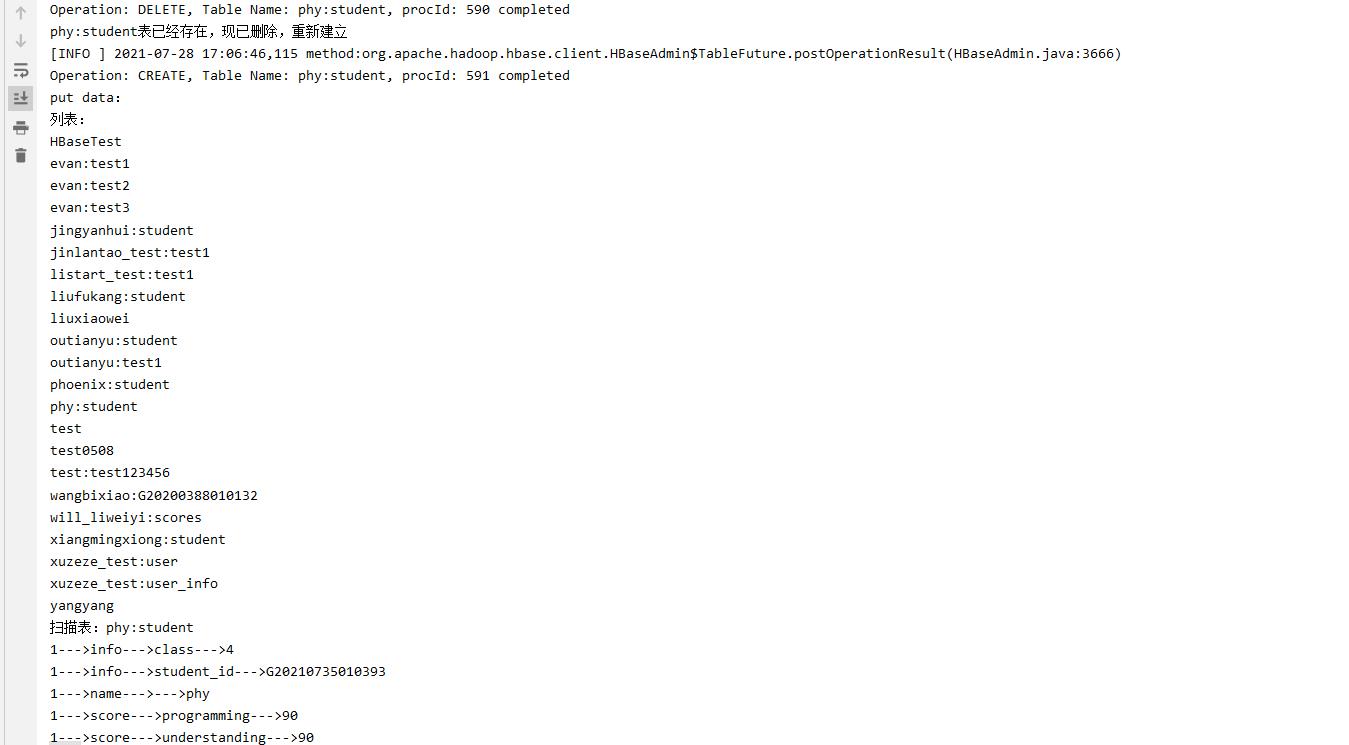 Operation: DELETE, Table Name: phy:student, procId: 590 completed
phy:student表已经存在，现已删除，重新建立
[INFO ] 2021-07-28 17:06:46,115 method:org.apache.hadoop.hbase.client.HBaseAdmin$TableFuture.postOperationResult(HBaseAdmin.java:3666)
Operation: CREATE, Table Name: phy:student, procId: 591 completed
put data：
列表：
HBaseTest
evan:test1
evan:test2
evan:test3
jingyanhui:student
jinlantao_test:test1
listart_test:test1
liufukang:student
liuxiaowei
outianyu:student
outianyu:test1
phoenix:student
phy:student
test
test0508
test:test123456
wangbixiao:G20200388010132
will_liweiyi:scores
xiangmingxiong:student
xuzeze_test:user
xuzeze_test:user_info
yangyang
扫描表：phy:student
1--->info--->class--->4
1--->info--->student_id--->G20210735010393
1--->name--->--->phy
1--->score--->programming--->90
1--->score--->understanding--->90